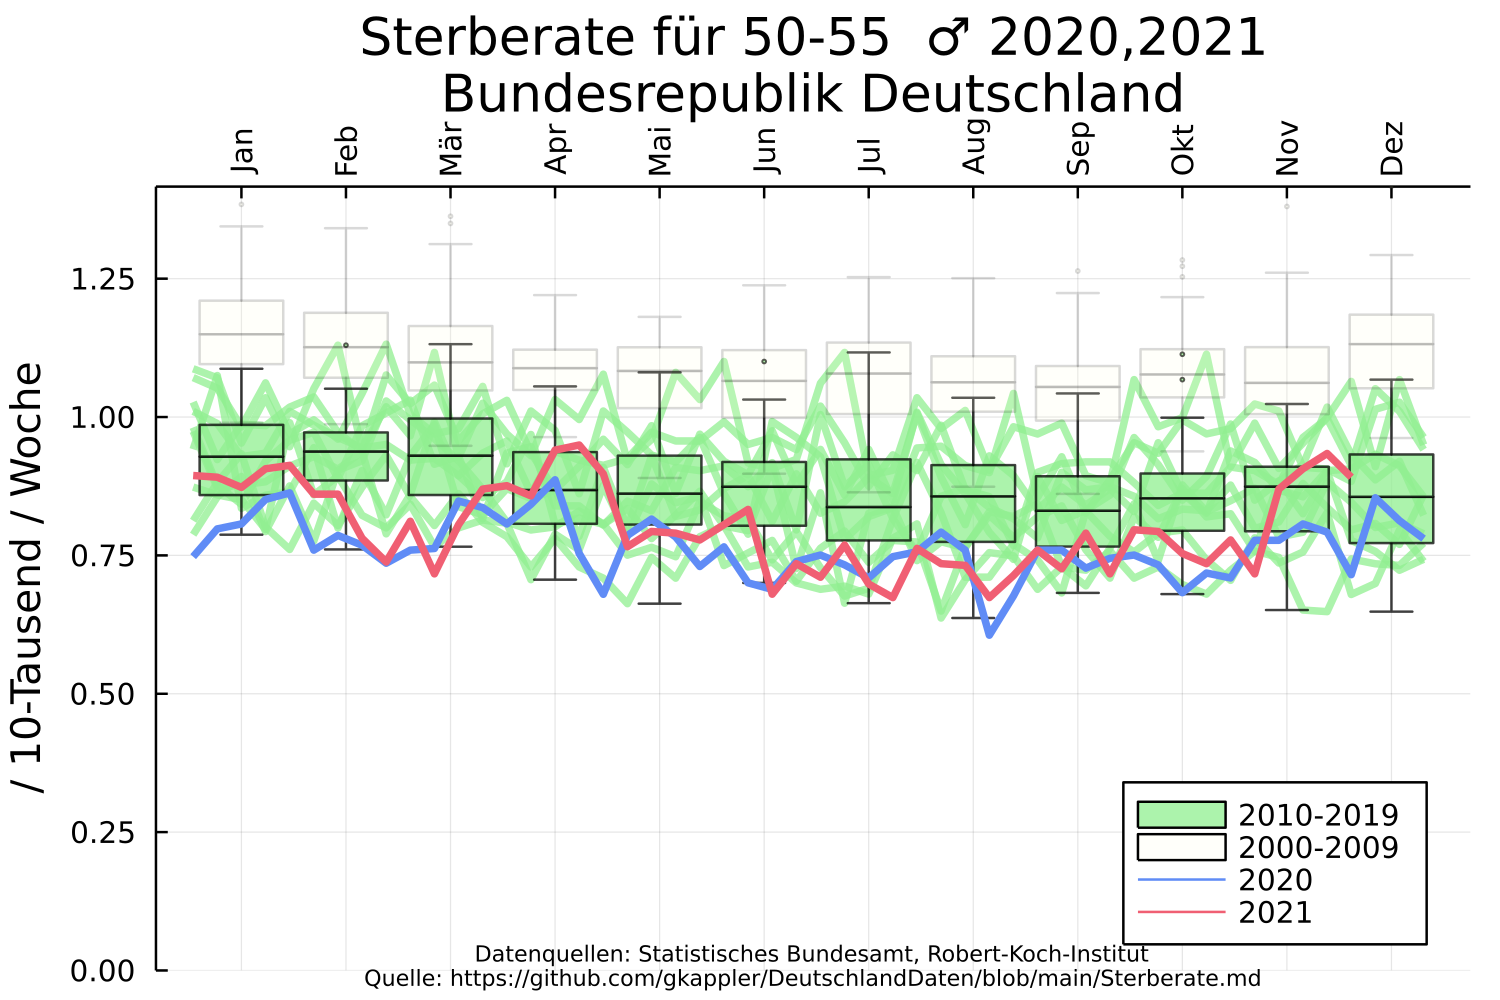 Sterberate für 50-55 ♂ 2020,2021
Bundesrepublik Deutschland
Jan Feb Mär Apr Mai Jun Jul Aug Sep Okt Nov Dez
/ 10-Tausend / Woche
1.25
1.00
0.75
0.50
0.25
0.00
2010-2019
2000-2009
2020
2021
Datenquellen: Statistisches Bundesamt, Robert-Koch-Institut
Quelle: https://github.com/gkappler/DeutschlandDaten/blob/main/Sterberate.md